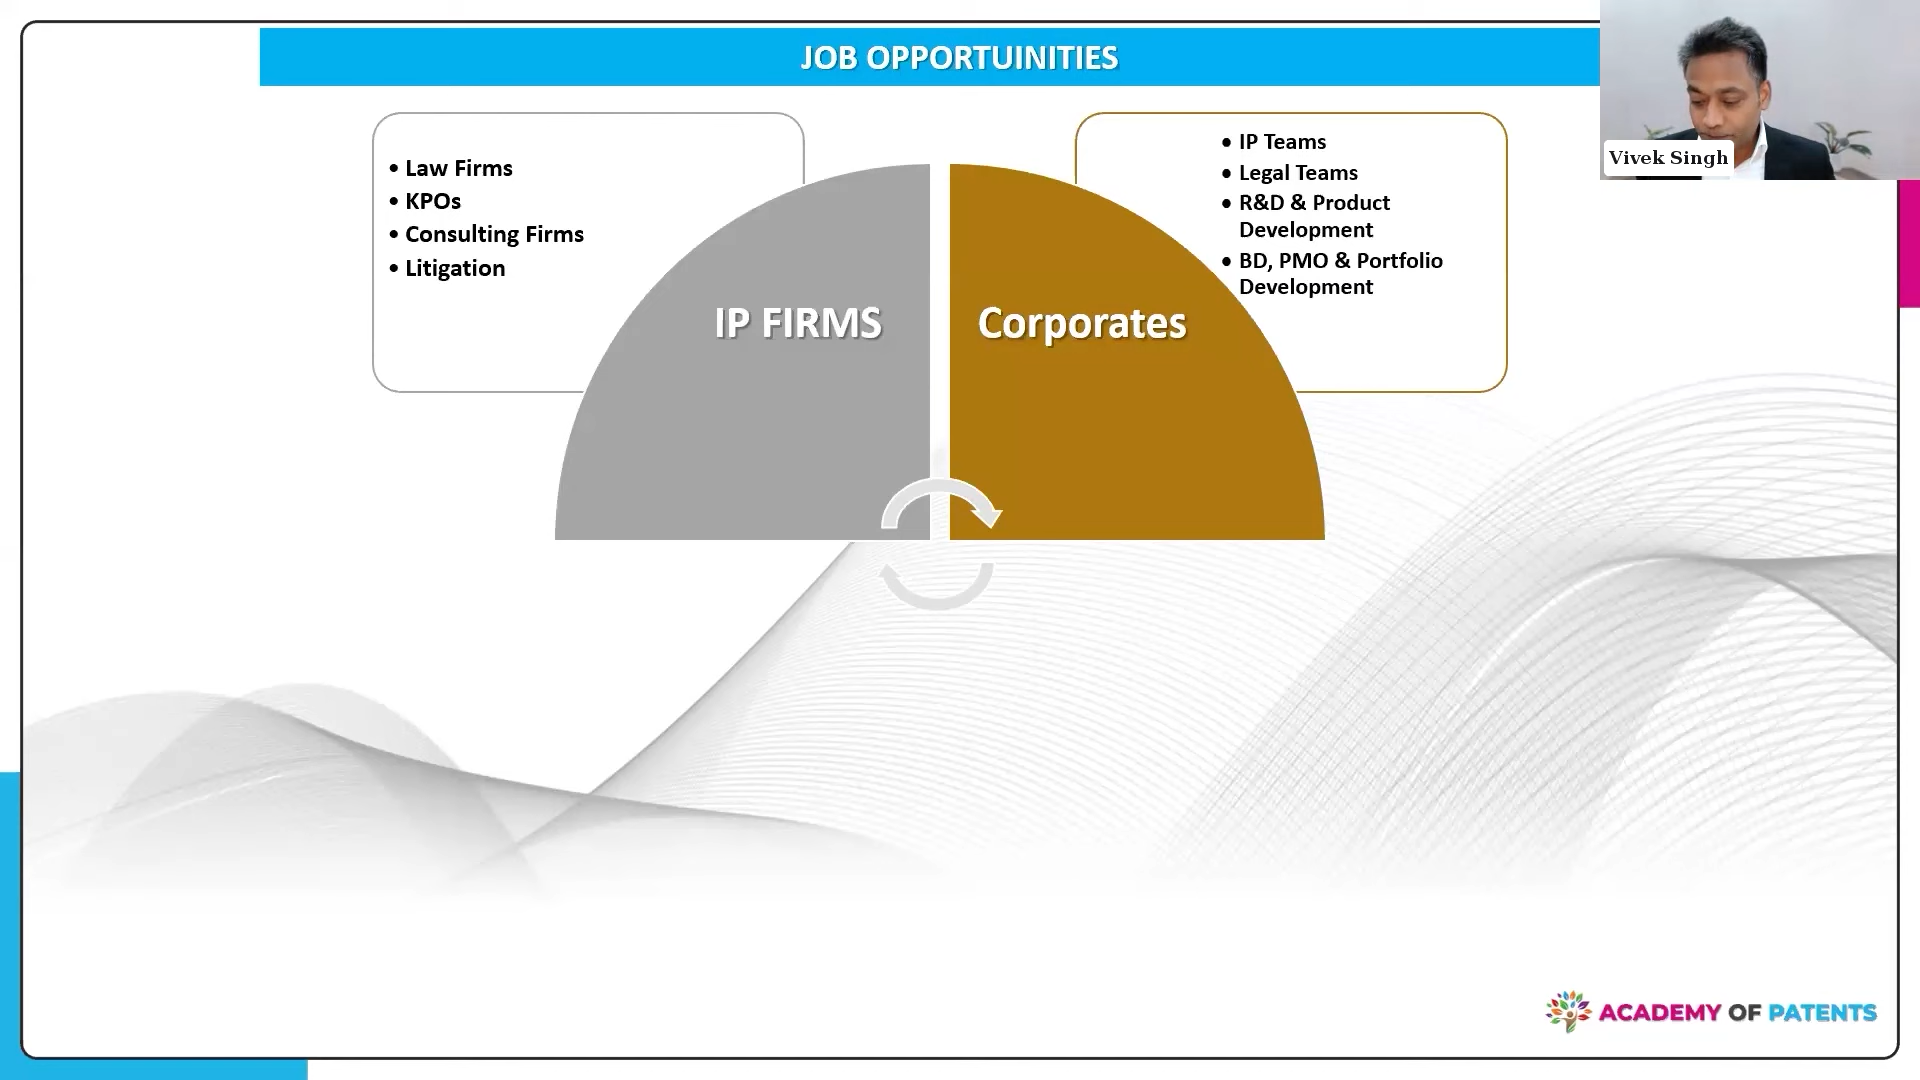 JOB OPPORTUINITIES
Vivek Singh
• Law Firms
• KPOs
• Consulting Firms
• Litigation
• IP Teams
• Legal Teams
• R&D & Product
Development
• BD, PMO & Portfolio
Development
IP FIRMS
Corporates
ACADEMY OF PATENTS